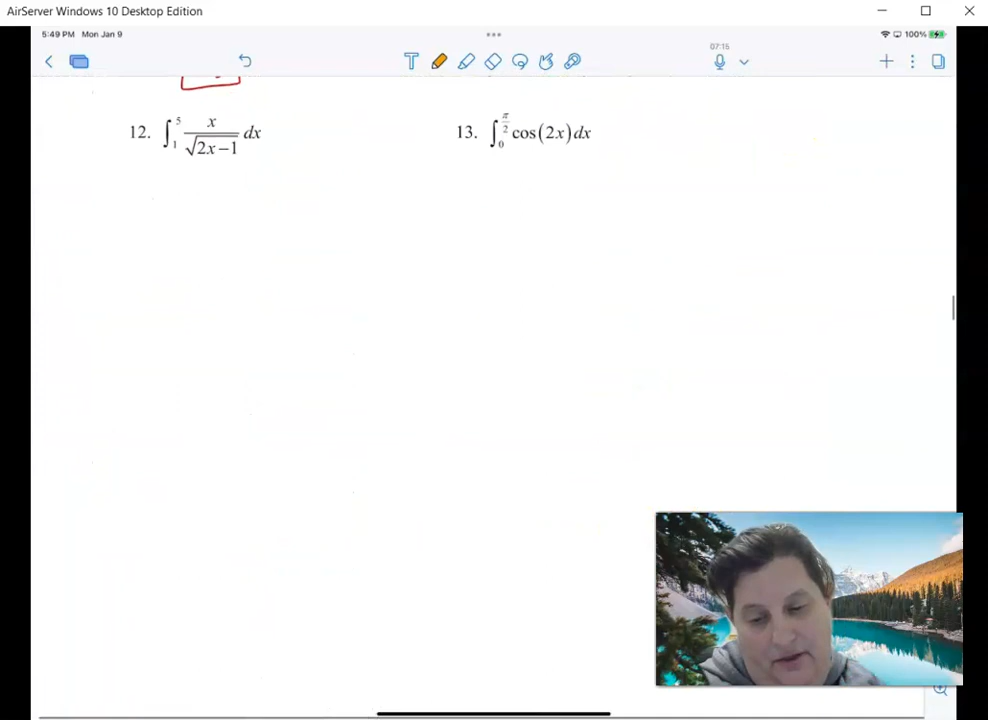 AirServer Windows 10 Desktop Edition
5:49 PM Mon Jan 9
100%
07:15
T
12. ∫₁⁵ x/√(2x−1) dx
13. ∫₀^(π/2) cos(2x)dx